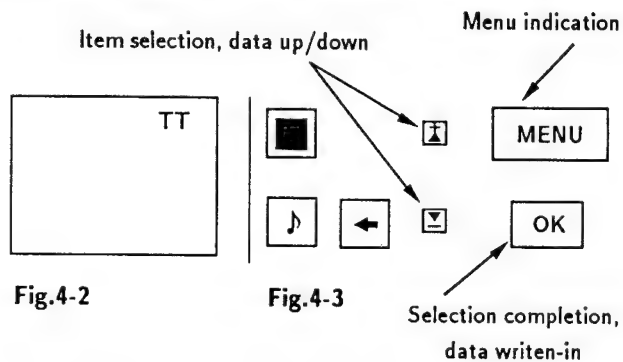 Menu indication
Item selection, data up/down
TT
MENU
OK
Fig.4-2
Fig.4-3
Selection completion,
data writen-in